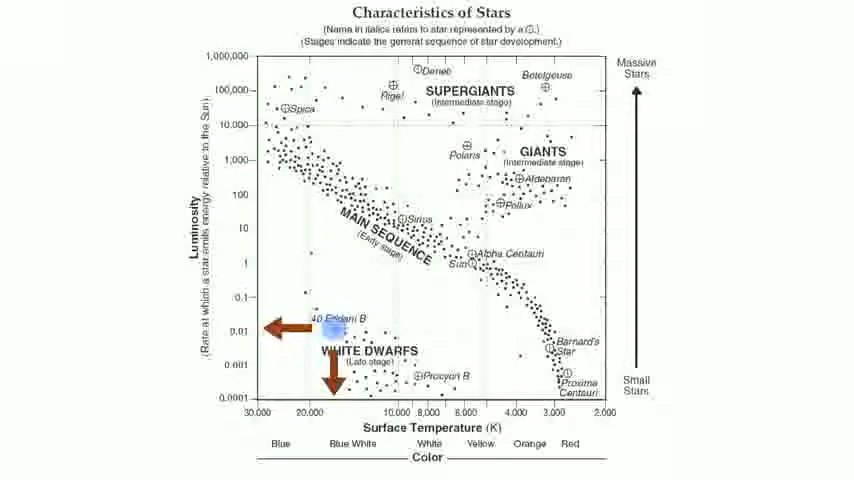 Characteristics of Stars
(Name in italics refers to star represented by a ⊕.)
(Stages indicate the general sequence of star development.)
Luminosity
(Rate at which a star emits energy relative to the Sun)
1,000,000
100,000
10,000
1,000
100
10
1
0.1
0.01
0.001
0.0001
Deneb
Betelgeuse
Rigel
SUPERGIANTS
(Intermediate stage)
Spica
Polaris
GIANTS
(Intermediate stage)
Aldebaran
Pollux
Sirius
MAIN SEQUENCE
(Early stage)
Alpha Centauri
Sun
40 Eridani B
WHITE DWARFS
(Late stage)
Procyon B
Barnard's
Star
Proxima
Centauri
Massive
Stars
Small
Stars
30,000 20,000 10,000 8,000 6,000 4,000 3,000 2,000
Surface Temperature (K)
Blue Blue White White Yellow Orange Red
Color